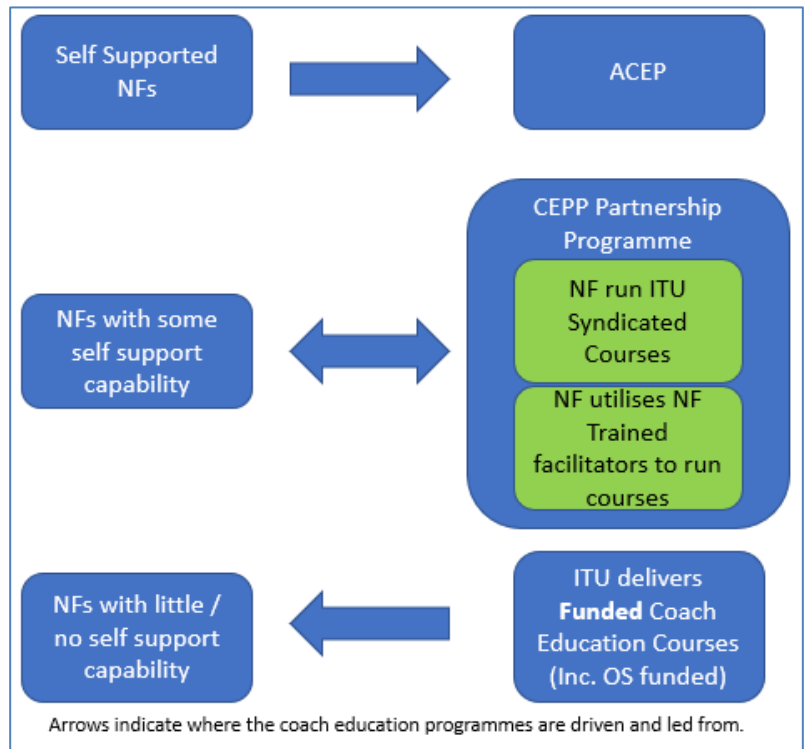 Self Supported
NFs
ACEP
CEPP Partnership
Programme
NF run ITU
Syndicated
Courses
NFs with some
self support
capability
NF utilises NF
Trained
facilitators to run
courses
NFs with little /
no self support
capability
ITU delivers
Funded Coach
Education Courses
(Inc. OS funded)
Arrows indicate where the coach education programmes are driven and led from.